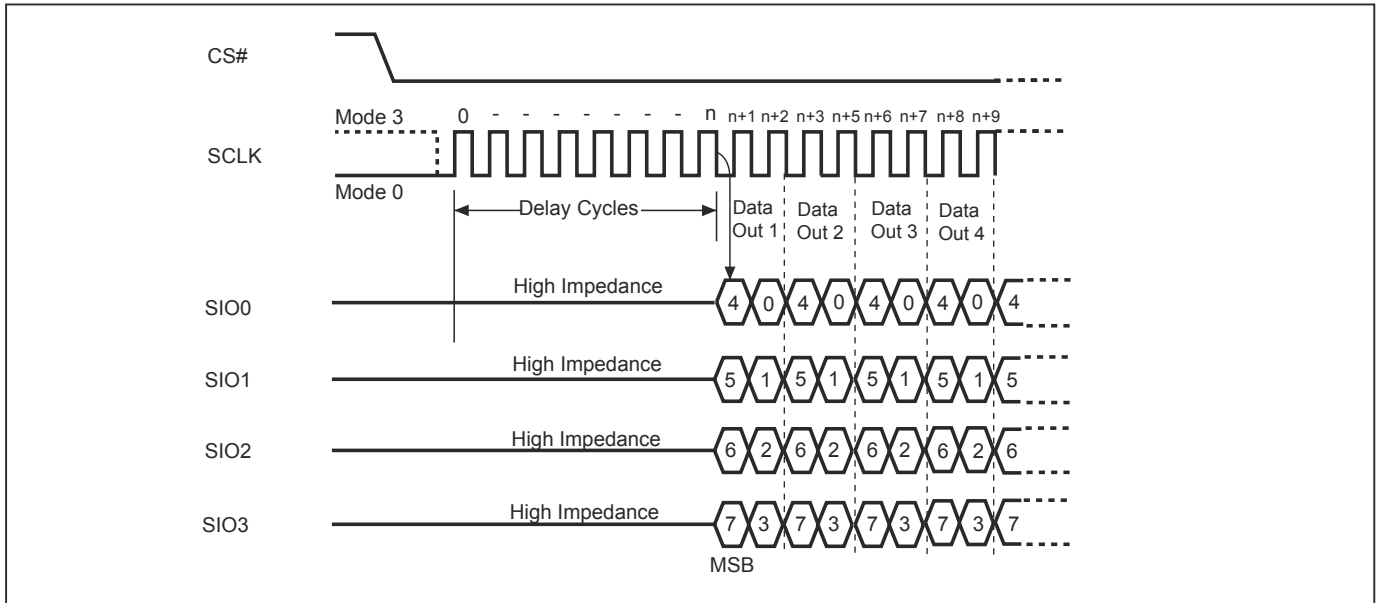 CS#
Mode 3
0 - - - - - - n n+1 n+2 n+3 n+5 n+6 n+7 n+8 n+9
SCLK
Mode 0
Delay Cycles
Data Out 1
Data Out 2
Data Out 3
Data Out 4
High Impedance
SIO0
4 0 4 0 4 0 4 0 4
High Impedance
SIO1
5 1 5 1 5 1 5 1 5
High Impedance
SIO2
6 2 6 2 6 2 6 2 6
High Impedance
SIO3
7 3 7 3 7 3 7 3 7
MSB